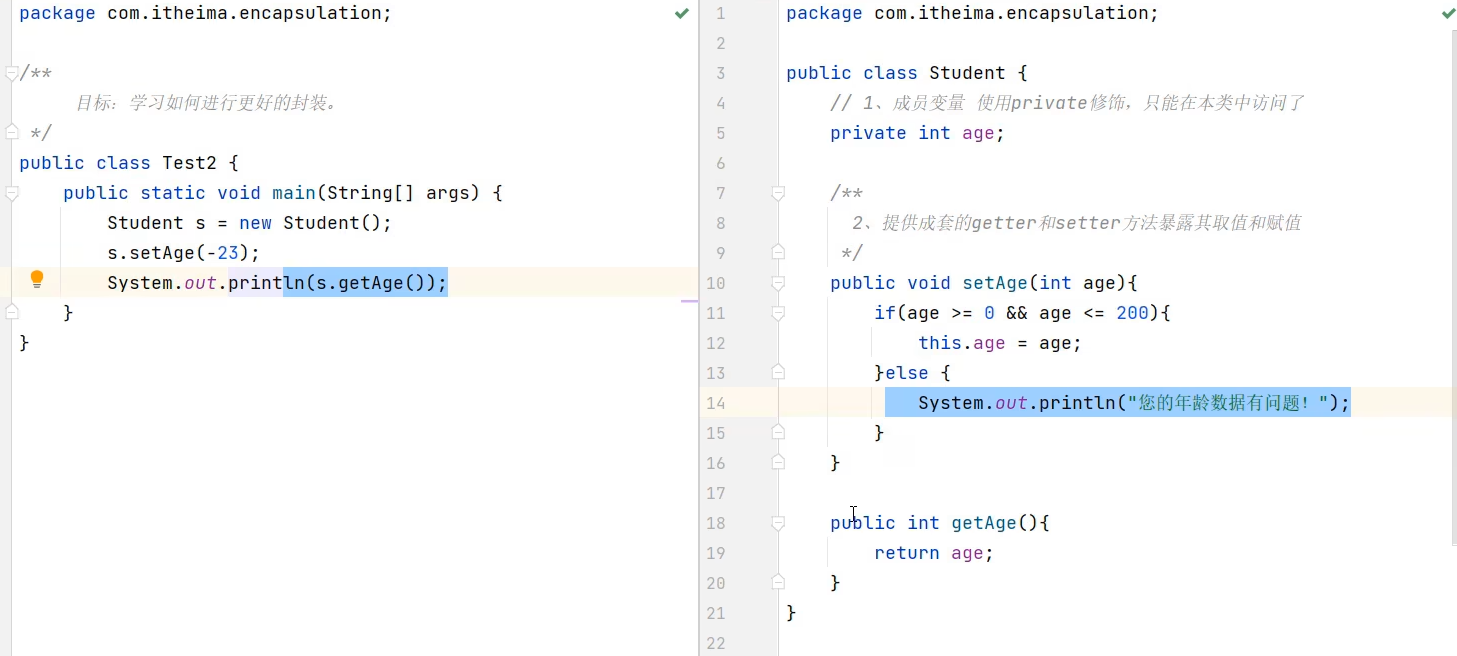 package com.itheima.encapsulation;
/**
目标：学习如何进行更好的封装。
*/
public class Test2 {
public static void main(String[] args) {
Student s = new Student();
s.setAge(-23);
System.out.println(s.getAge());
}
}
1 package com.itheima.encapsulation;
2
3 public class Student {
4 // 1、成员变量 使用private修饰，只能在本类中访问了
5 private int age;
6
7 /**
8 2、提供成套的getter和setter方法暴露其取值和赋值
9 */
10 public void setAge(int age){
11 if(age >= 0 && age <= 200){
12 this.age = age;
13 }else {
14 System.out.println("您的年龄数据有问题！");
15 }
16 }
17
18 public int getAge(){
19 return age;
20 }
21 }
22